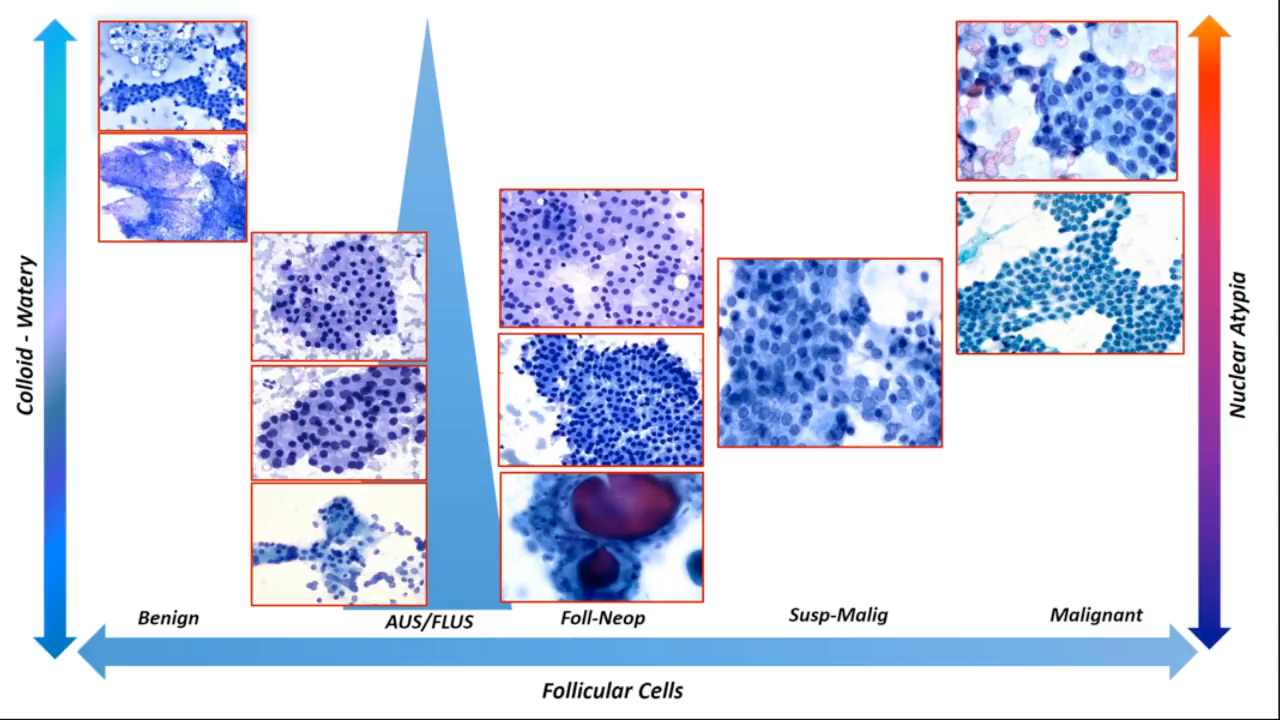 Colloid - Watery
Nuclear Atypia
Benign
AUS/FLUS
Foll-Neop
Susp-Malig
Malignant
Follicular Cells